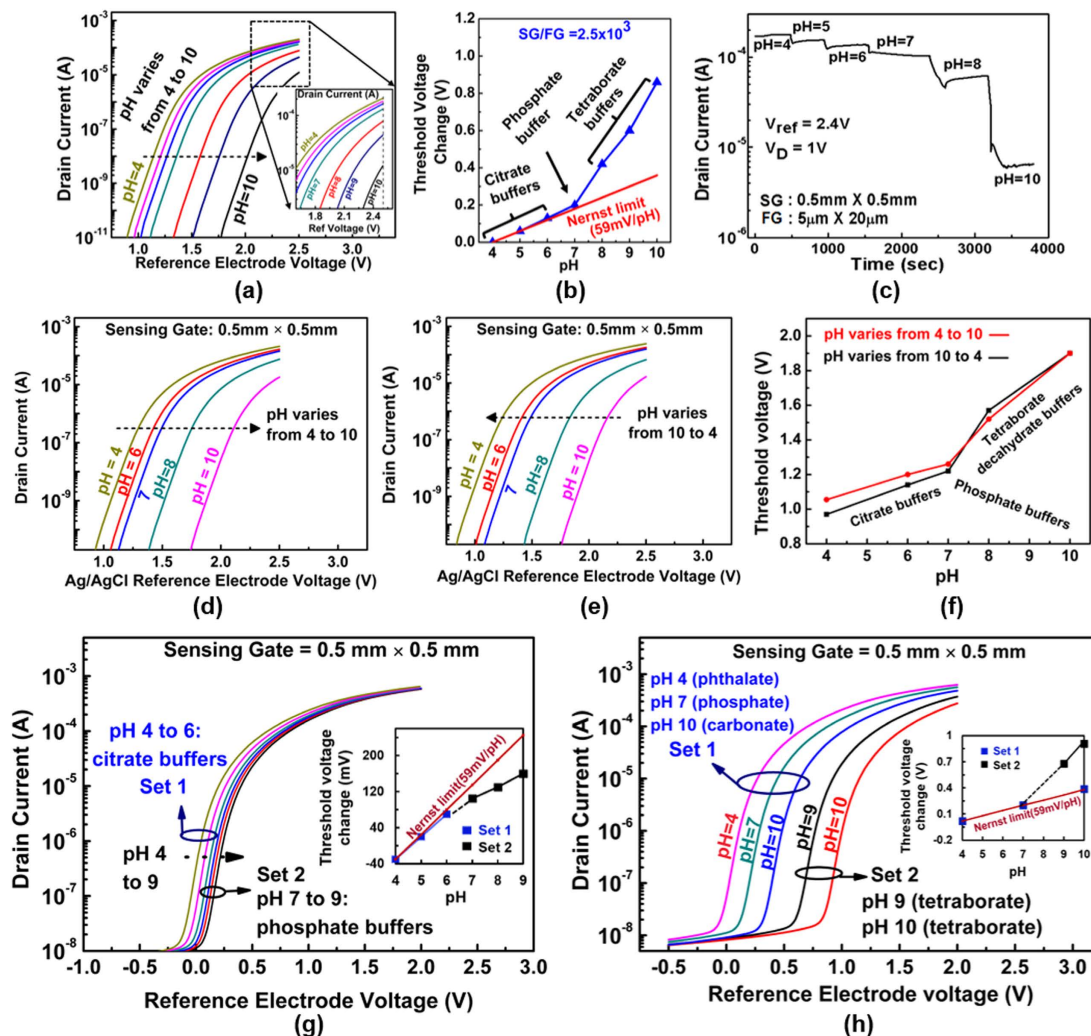 10⁻³
10⁻⁵
10⁻⁷
10⁻⁹
10⁻¹¹
Drain Current (A)
pH varies
from 4 to 10
pH=4
pH=10
Drain Current (A)
10⁻⁴
10⁻⁵
pH=4
pH=7
pH=8
pH=9
pH=10
1.8 2.1 2.4
Ref Voltage (V)
1.0 1.5 2.0 2.5 3.0
Reference Electrode Voltage (V)
(a)
Threshold Voltage
Change (V)
1.2
1.0
0.8
0.6
0.4
0.2
0.0
SG/FG =2.5x10³
Phosphate
buffer
Tetraborate
buffers
Citrate
buffers
Nernst limit
(59mV/pH)
4 5 6 7 8 9 10
pH
(b)
Drain Current (A)
10⁻⁴
10⁻⁵
10⁻⁶
pH=5
pH=4
pH=6
pH=7
pH=8
pH=10
Vref = 2.4V
VD = 1V
SG : 0.5mm X 0.5mm
FG : 5μm X 20μm
0 1000 2000 3000 4000
Time (sec)
(c)
Sensing Gate: 0.5mm × 0.5mm
Drain Current (A)
10⁻³
10⁻⁵
10⁻⁷
10⁻⁹
pH varies
from 4 to 10
pH = 4
pH = 6
7
pH=8
pH = 10
1.0 1.5 2.0 2.5 3.0
Ag/AgCl Reference Electrode Voltage (V)
(d)
Sensing Gate: 0.5mm × 0.5mm
Drain Current (A)
10⁻³
10⁻⁵
10⁻⁷
10⁻⁹
pH varies
from 10 to 4
pH = 4
pH = 6
7
pH=8
pH = 10
1.0 1.5 2.0 2.5 3.0
Ag/AgCl Reference Electrode Voltage (V)
(e)
Threshold voltage (V)
2.0
1.8
1.6
1.4
1.2
1.0
0.8
pH varies from 4 to 10
pH varies from 10 to 4
Tetraborate
decahydrate buffers
Citrate buffers
Phosphate buffers
4 5 6 7 8 9 10
pH
(f)
Sensing Gate = 0.5 mm × 0.5 mm
Drain Current (A)
10⁻³
10⁻⁴
10⁻⁵
10⁻⁶
10⁻⁷
10⁻⁸
pH 4 to 6:
citrate buffers
Set 1
pH 4
to 9
Set 2
pH 7 to 9:
phosphate buffers
Threshold voltage
change (mV)
240
160
80
0
-80
Nernst limit(59mV/pH)
Set 1
Set 2
4 5 6 7 8 9
pH
-1.0 -0.5 0.0 0.5 1.0 1.5 2.0 2.5 3.0
Reference Electrode Voltage (V)
(g)
Sensing Gate = 0.5 mm × 0.5 mm
Drain Current (A)
10⁻³
10⁻⁴
10⁻⁵
10⁻⁶
10⁻⁷
10⁻⁸
pH 4 (phthalate)
pH 7 (phosphate)
pH 10 (carbonate)
Set 1
pH=4
pH=7
pH=10
pH=9
pH=10
Set 2
pH 9 (tetraborate)
pH 10 (tetraborate)
Threshold voltage
change (V)
1
0.6
0.2
-0.2
Set 1
Set 2
Nernst limit(59mV/pH)
4 5 6 7 8 9 10
pH
-0.5 0.0 0.5 1.0 1.5 2.0 2.5 3.0
Reference Electrode voltage (V)
(h)